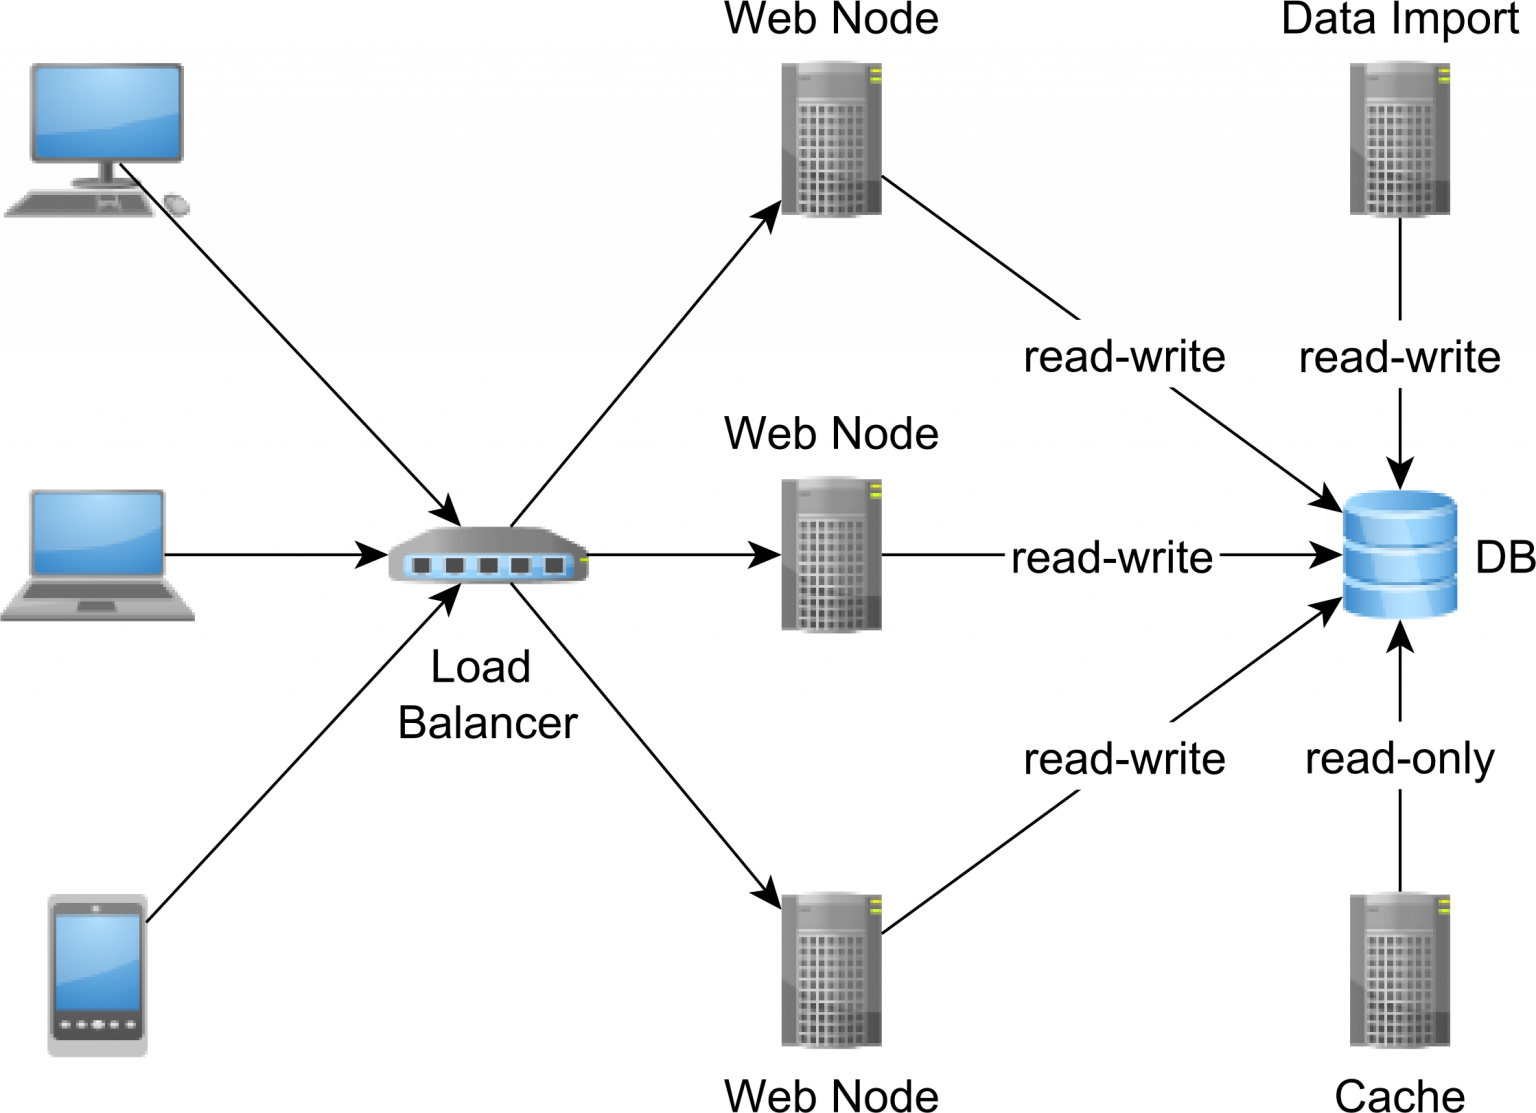 Web Node
Data Import
read-write
read-write
Web Node
read-write
DB
Load
Balancer
read-write
read-only
Web Node
Cache